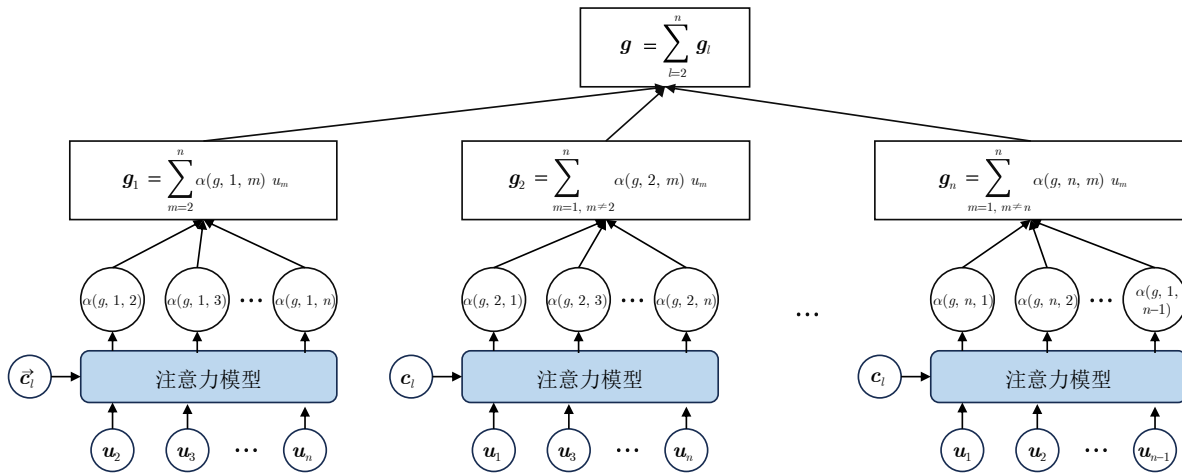 g = ∑_{l=2}^{n} g_l
g_1 = ∑_{m=2}^{n} α(g, 1, m) u_m
g_2 = ∑_{m=1, m≠2}^{n} α(g, 2, m) u_m
g_n = ∑_{m=1, m≠n}^{n} α(g, n, m) u_m
α(g, 1, 2) α(g, 1, 3) ··· α(g, 1, n)
α(g, 2, 1) α(g, 2, 3) ··· α(g, 2, n)
···
α(g, n, 1) α(g, n, 2) ··· α(g, 1, n−1)
c⃗_l 注意力模型
c_l 注意力模型
c_l 注意力模型
u_2 u_3 ··· u_n
u_1 u_3 ··· u_n
u_1 u_2 ··· u_{n−1}